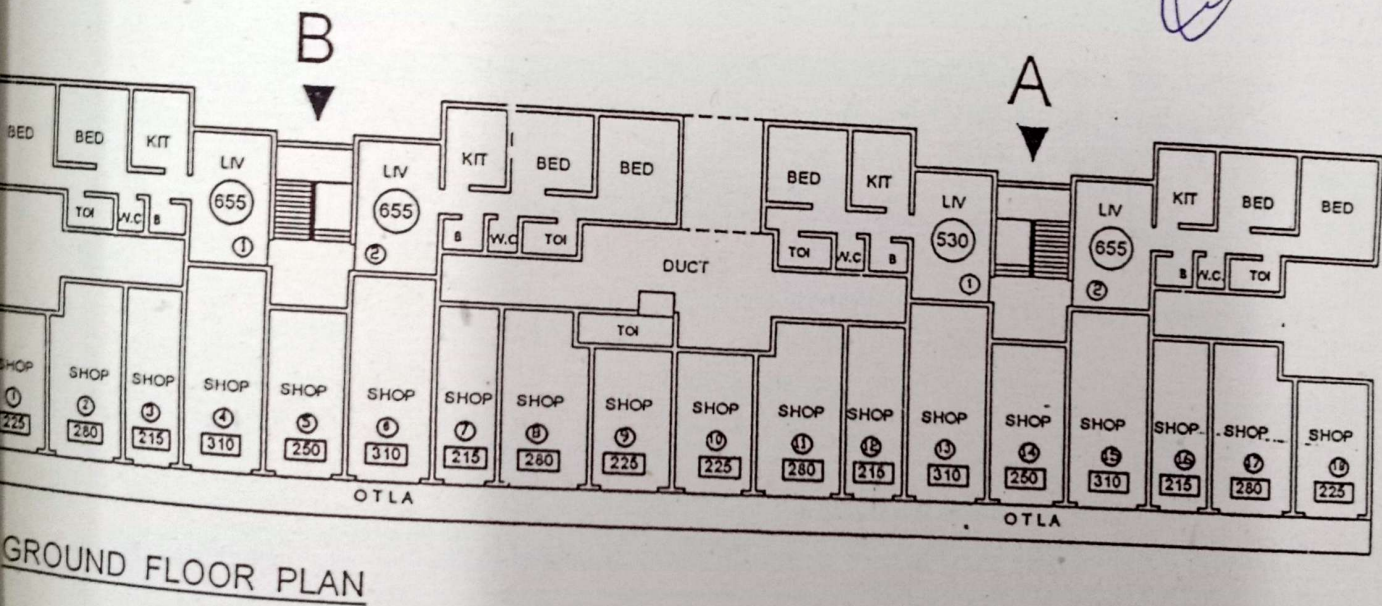 B
A
BED BED KIT LIV 655 1
TOI W.C B
LIV 655 2 KIT BED BED
B W.C TOI
DUCT
TOI
BED KIT LIV 530 1
TOI W.C B
LIV 655 2 KIT BED BED
B W.C. TOI
SHOP 1 225
SHOP 2 280
SHOP 3 215
SHOP 4 310
SHOP 5 250
SHOP 6 310
SHOP 7 215
SHOP 8 280
SHOP 9 225
SHOP 10 225
SHOP 11 280
SHOP 12 215
SHOP 13 310
SHOP 14 250
SHOP 15 310
SHOP 16 215
SHOP 17 280
SHOP 18 225
OTLA
OTLA
GROUND FLOOR PLAN